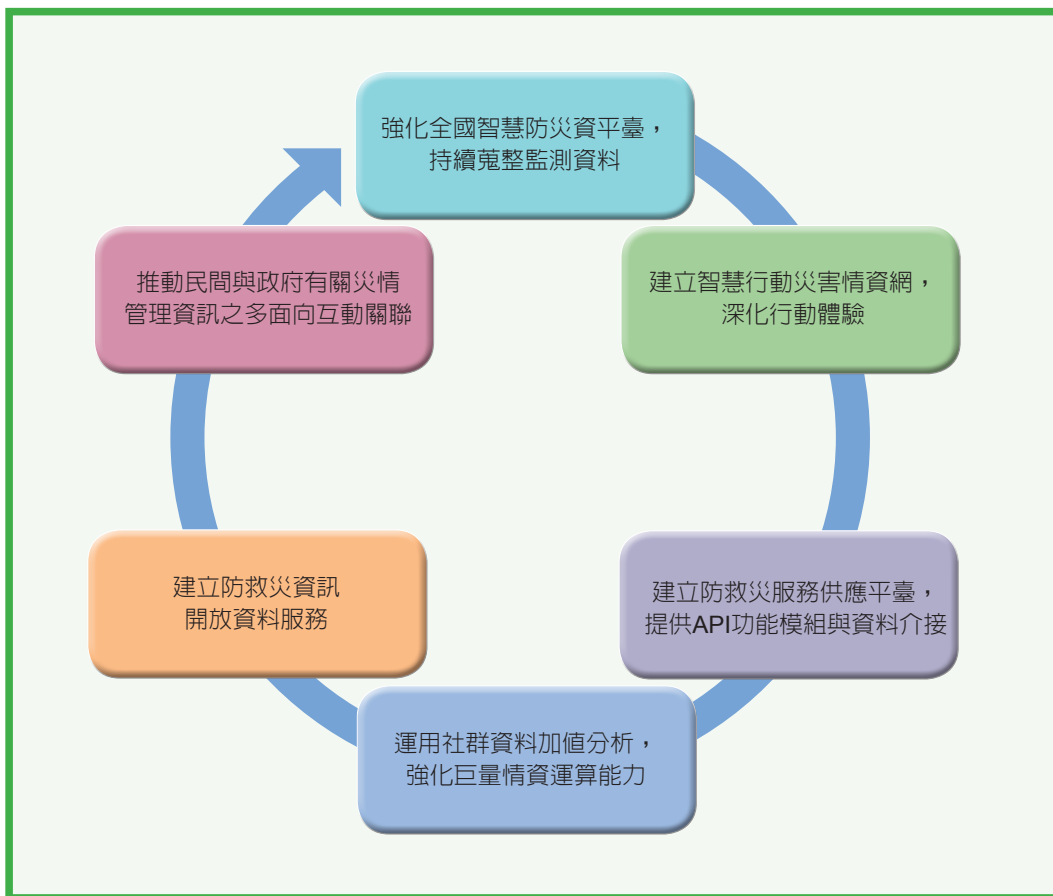 強化全國智慧防災資平臺，
持續蒐整監測資料
建立智慧行動災害情資網，
深化行動體驗
建立防救災服務供應平臺，
提供API功能模組與資料介接
運用社群資料加值分析，
強化巨量情資運算能力
建立防救災資訊
開放資料服務
推動民間與政府有關災情
管理資訊之多面向互動關聯